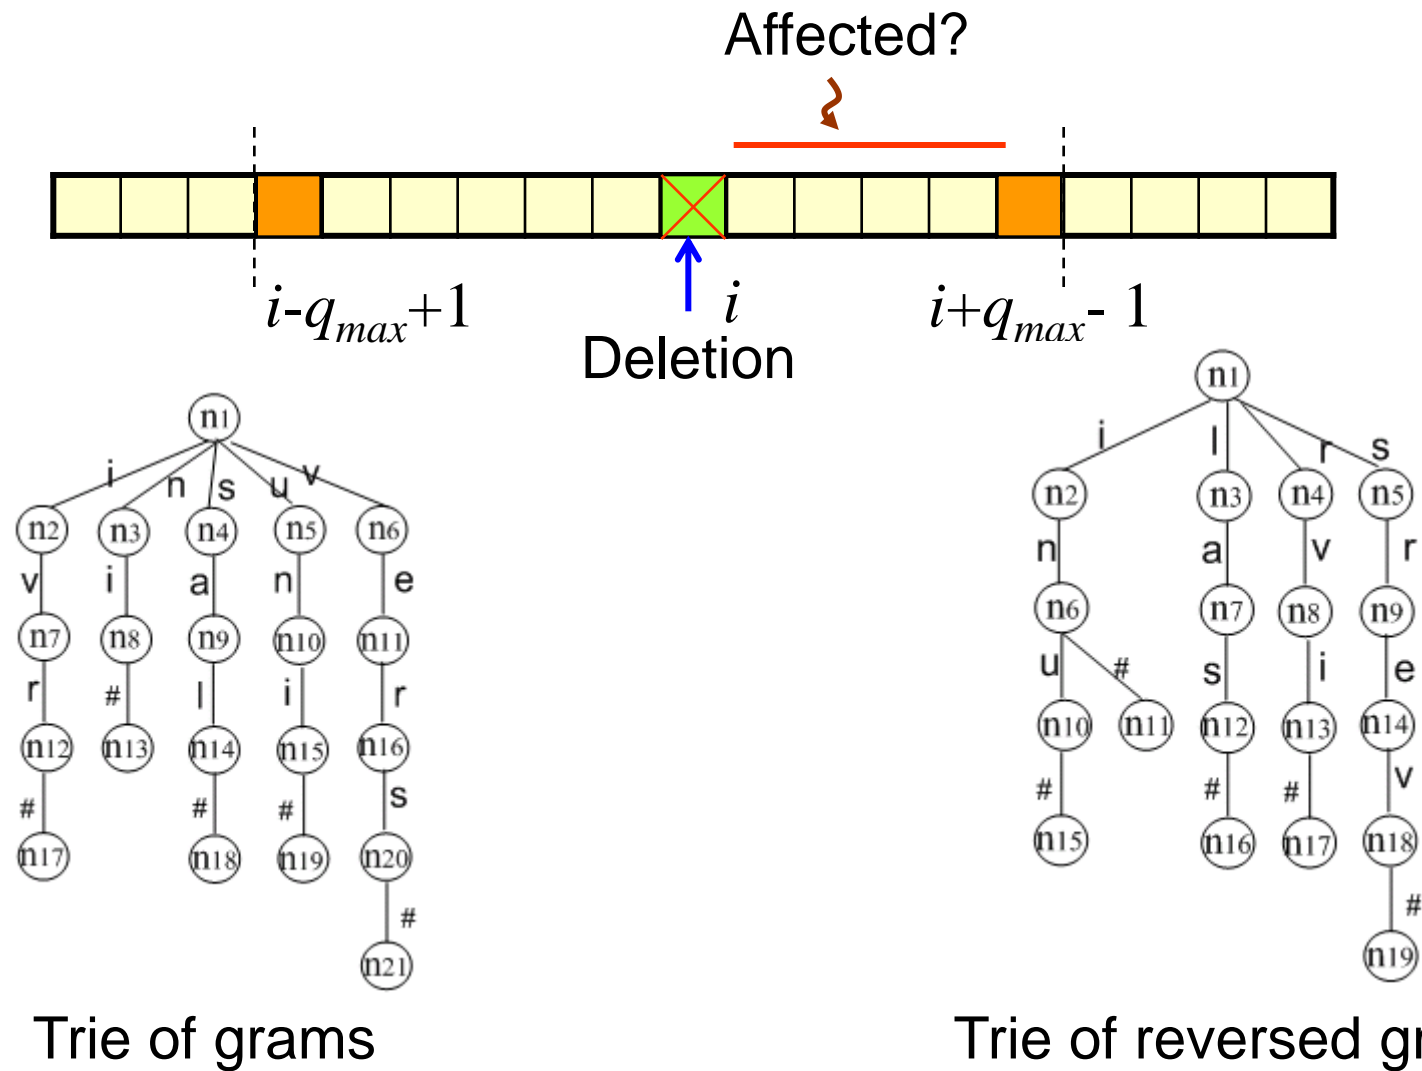 Affected?
i-qmax+1
i
i+qmax- 1
Deletion
n1
i n s u v
n2 n3 n4 n5 n6
v i a n e
n7 n8 n9 n10 n11
r # l i r
n12 n13 n14 n15 n16
# # # s
n17 n18 n19 n20
#
n21
Trie of grams
n1
i l r s
n2 n3 n4 n5
n a v r
n6 n7 n8 n9
u # s i e
n10 n11 n12 n13 n14
# # # v
n15 n16 n17 n18
#
n19
Trie of reversed gr